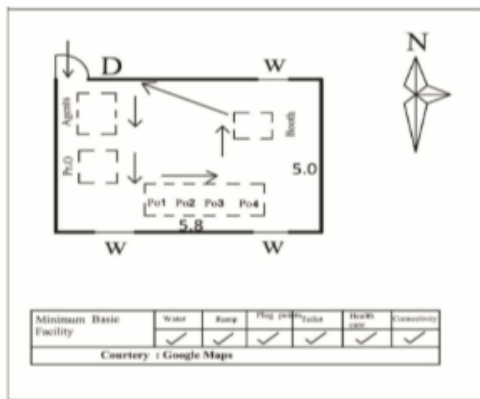 N
D
W
Agents
Booth
Pr.O
5.0
Po1 Po2 Po3 Po4
5.8
W
W
Minimum Basic Facility
Water
Ramp
Plug points
Toilet
Health care
Connectivity
Courtery : Google Maps